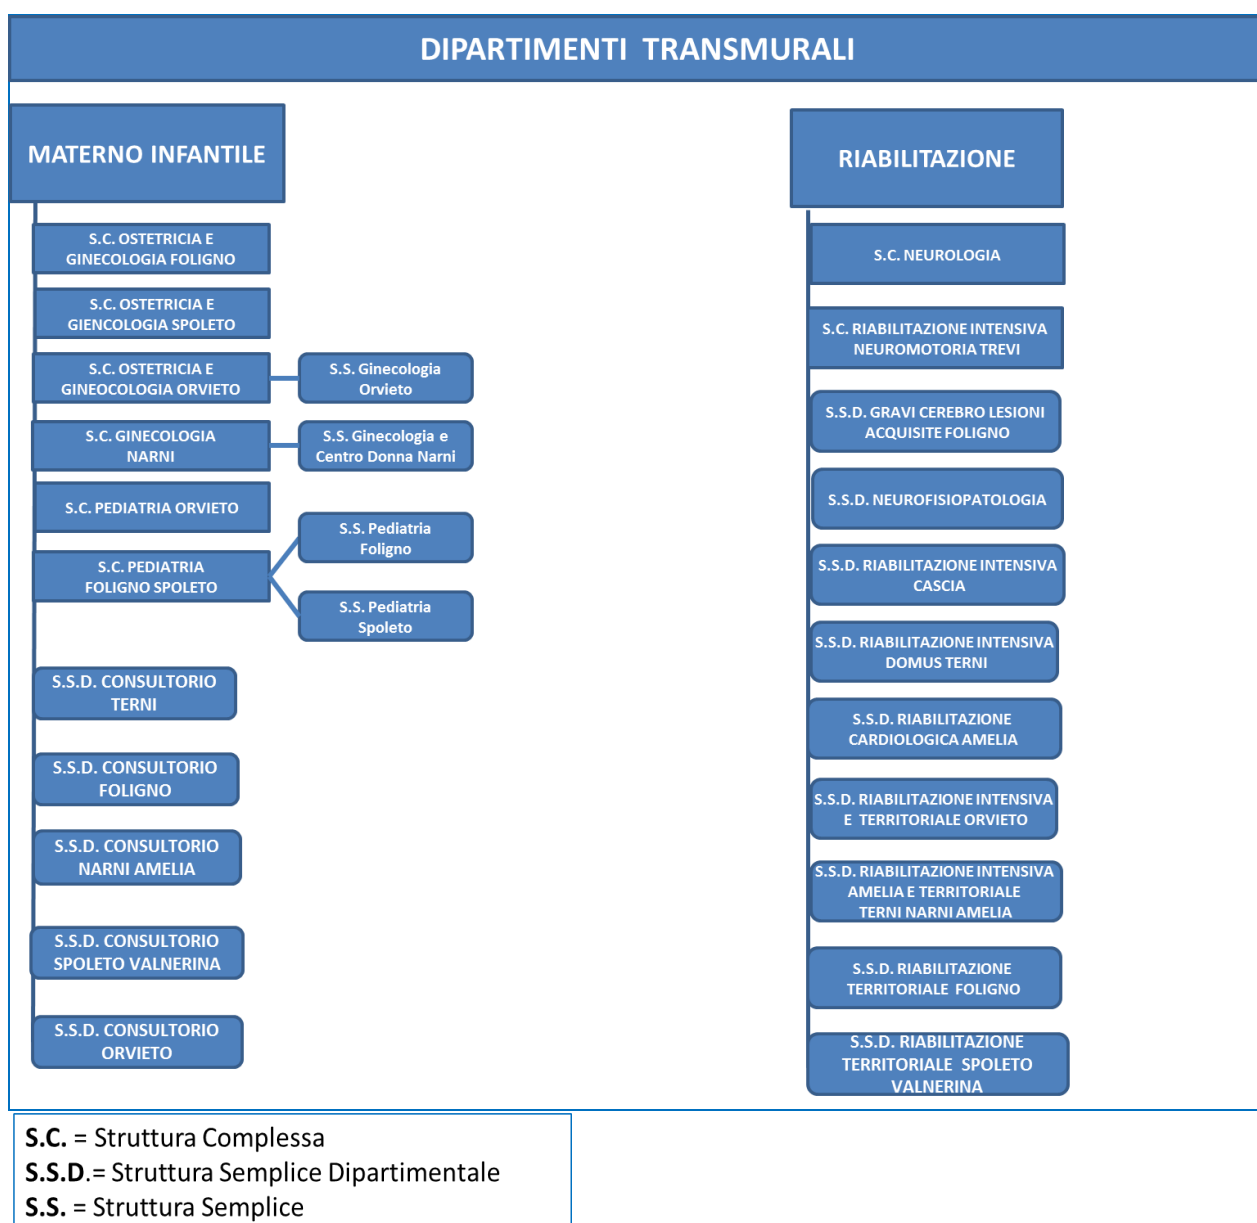 DIPARTIMENTI TRANSMURALI
MATERNO INFANTILE
S.C. OSTETRICIA E
GINECOLOGIA FOLIGNO
S.C. OSTETRICIA E
GIENCOLOGIA SPOLETO
S.C. OSTETRICIA E
GINEOCOLOGIA ORVIETO
S.S. Ginecologia
Orvieto
S.C. GINECOLOGIA
NARNI
S.S. Ginecologia e
Centro Donna Narni
S.C. PEDIATRIA ORVIETO
S.C. PEDIATRIA
FOLIGNO SPOLETO
S.S. Pediatria
Foligno
S.S. Pediatria
Spoleto
S.S.D. CONSULTORIO
TERNI
S.S.D. CONSULTORIO
FOLIGNO
S.S.D. CONSULTORIO
NARNI AMELIA
S.S.D. CONSULTORIO
SPOLETO VALNERINA
S.S.D. CONSULTORIO
ORVIETO
RIABILITAZIONE
S.C. NEUROLOGIA
S.C. RIABILITAZIONE INTENSIVA
NEUROMOTORIA TREVI
S.S.D. GRAVI CEREBRO LESIONI
ACQUISITE FOLIGNO
S.S.D. NEUROFISIOPATOLOGIA
S.S.D. RIABILITAZIONE INTENSIVA
CASCIA
S.S.D. RIABILITAZIONE INTENSIVA
DOMUS TERNI
S.S.D. RIABILITAZIONE
CARDIOLOGICA AMELIA
S.S.D. RIABILITAZIONE INTENSIVA
E TERRITORIALE ORVIETO
S.S.D. RIABILITAZIONE INTENSIVA
AMELIA E TERRITORIALE
TERNI NARNI AMELIA
S.S.D. RIABILITAZIONE
TERRITORIALE FOLIGNO
S.S.D. RIABILITAZIONE
TERRITORIALE SPOLETO
VALNERINA
S.C. = Struttura Complessa
S.S.D.= Struttura Semplice Dipartimentale
S.S. = Struttura Semplice